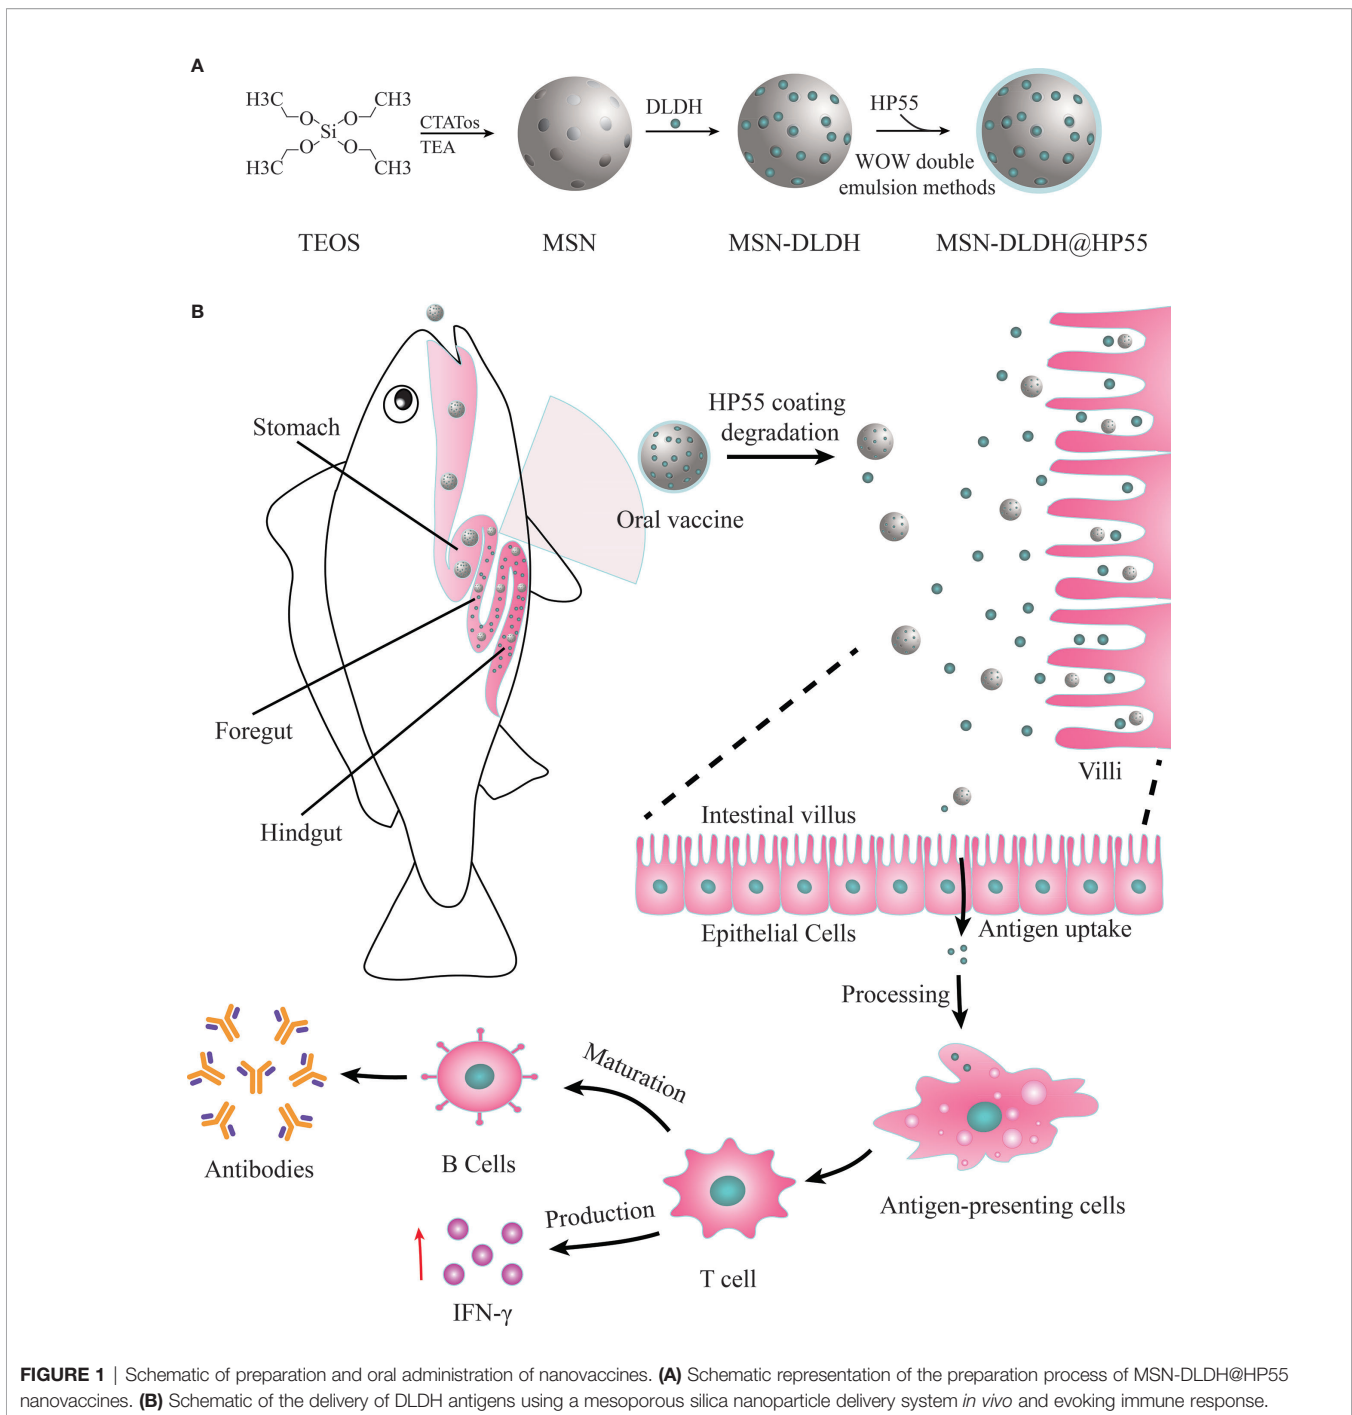 A
H3C
CH3
O
O
Si
O
O
H3C
CH3
CTATos
TEA
DLDH
HP55
WOW double
emulsion methods
TEOS
MSN
MSN-DLDH
MSN-DLDH@HP55
B
Stomach
Foregut
Hindgut
HP55 coating
degradation
Oral vaccine
Villi
Intestinal villus
Epithelial Cells
Antigen uptake
Processing
Antigen-presenting cells
T cell
Maturation
B Cells
Antibodies
Production
IFN-γ
FIGURE 1 | Schematic of preparation and oral administration of nanovaccines. (A) Schematic representation of the preparation process of MSN-DLDH@HP55
nanovaccines. (B) Schematic of the delivery of DLDH antigens using a mesoporous silica nanoparticle delivery system in vivo and evoking immune response.